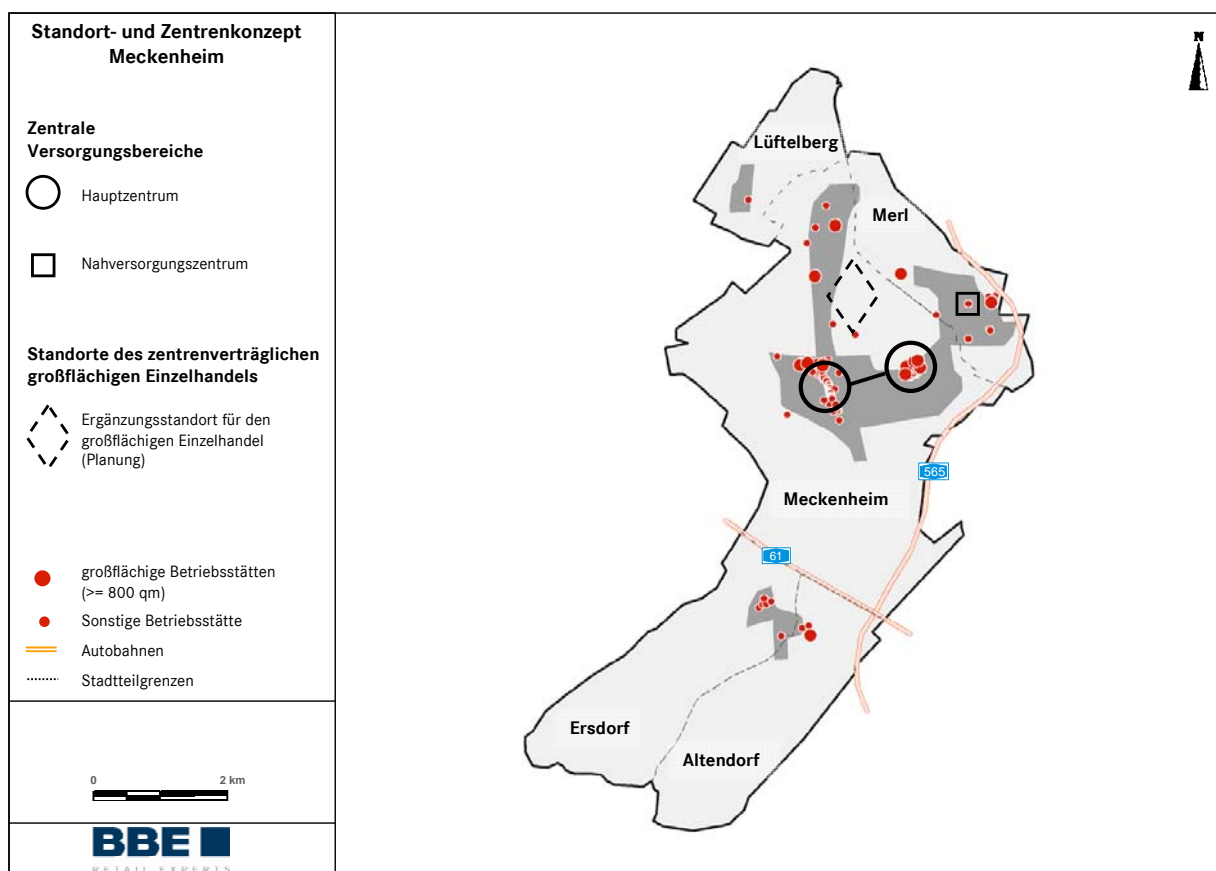 Standort- und Zentrenkonzept
Meckenheim
Zentrale
Versorgungsbereiche
Hauptzentrum
Nahversorgungszentrum
Standorte des zentrenverträglichen
großflächigen Einzelhandels
Ergänzungsstandort für den
großflächigen Einzelhandel
(Planung)
großflächige Betriebsstätten
(>= 800 qm)
Sonstige Betriebsstätte
Autobahnen
Stadtteilgrenzen
0 2 km
BBE
RETAIL EXPERTS
N
Lüftelberg
Merl
565
Meckenheim
61
Ersdorf
Altendorf